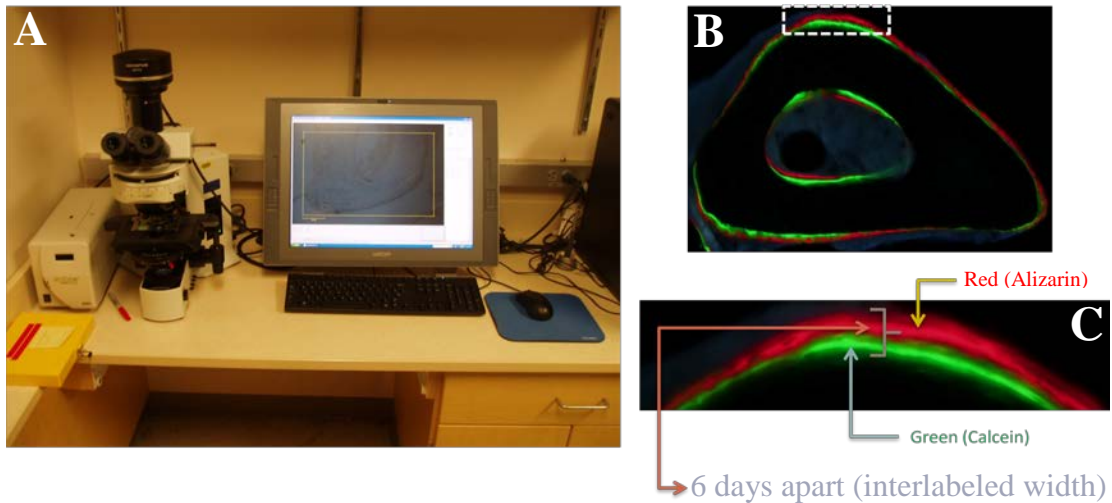 A
B
Red (Alizarin)
C
Green (Calcein)
6 days apart (interlabeled width)